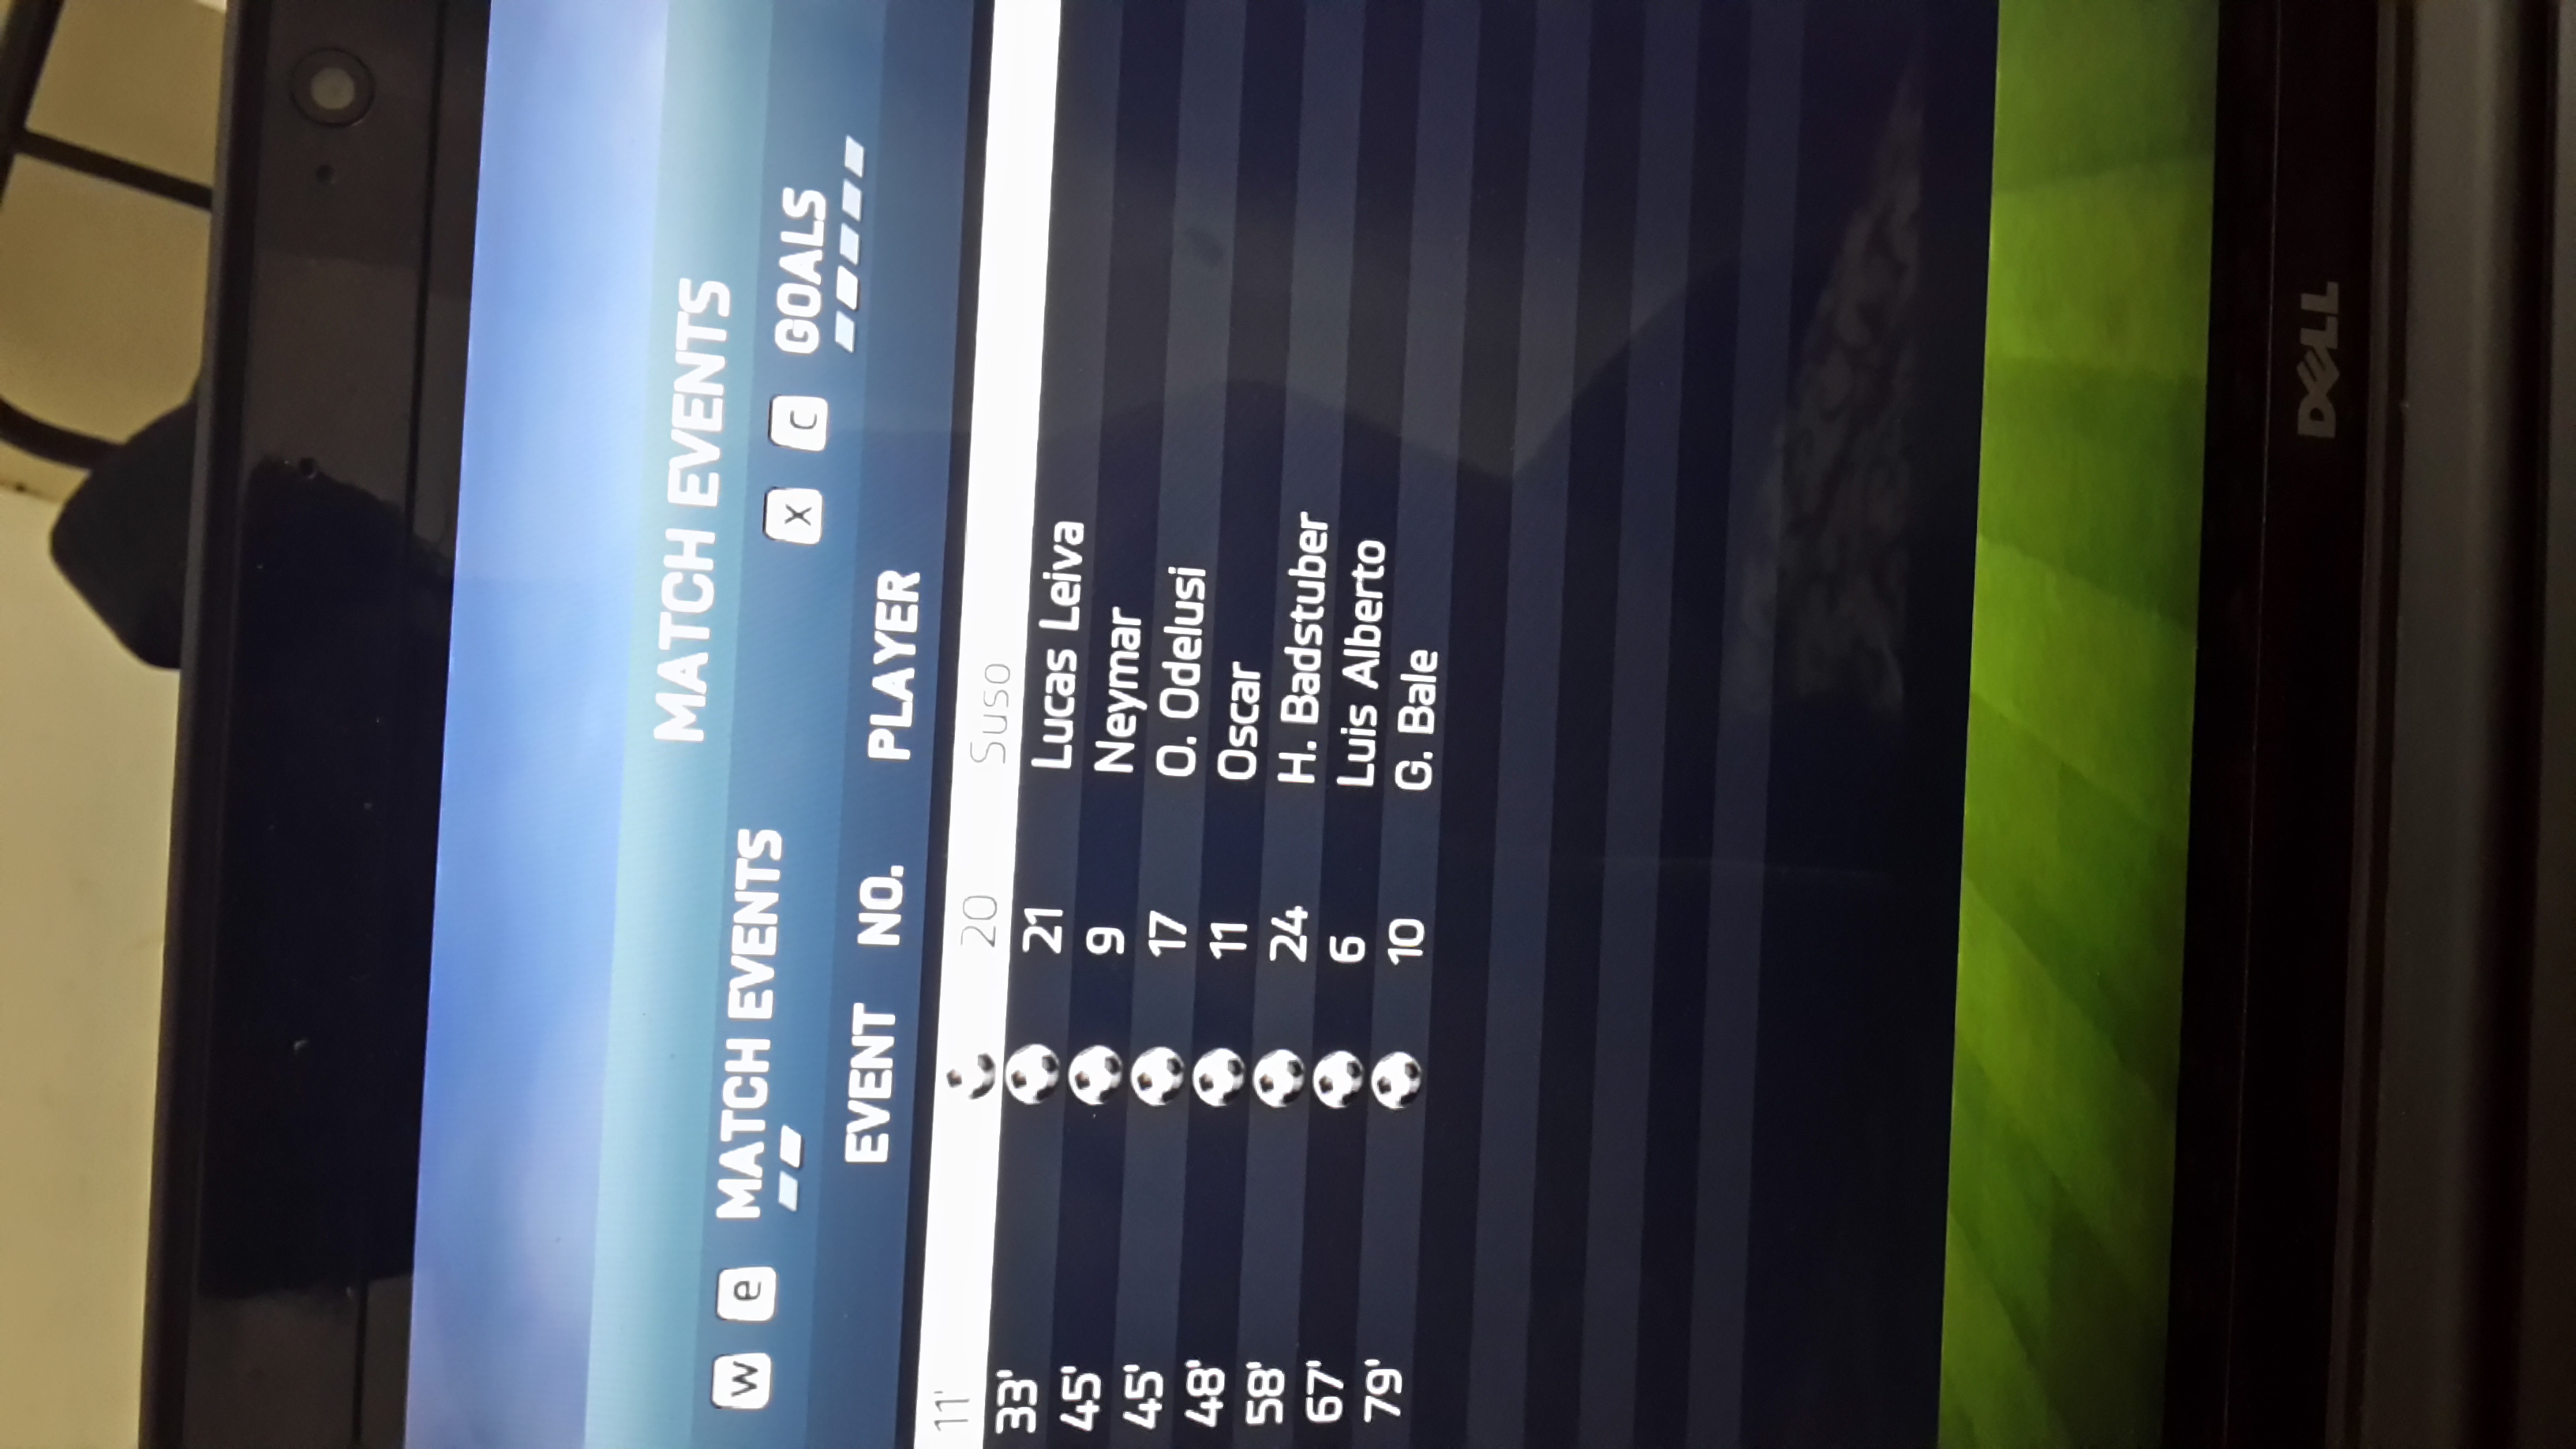 MATCH EVENTS
w e MATCH EVENTS x c GOALS
EVENT NO. PLAYER
11' 20 Suso
33' 21 Lucas Leiva
45' 9 Neymar
45' 17 O. Odelusi
48' 11 Oscar
58' 24 H. Badstuber
67' 6 Luis Alberto
79' 10 G. Bale
DELL